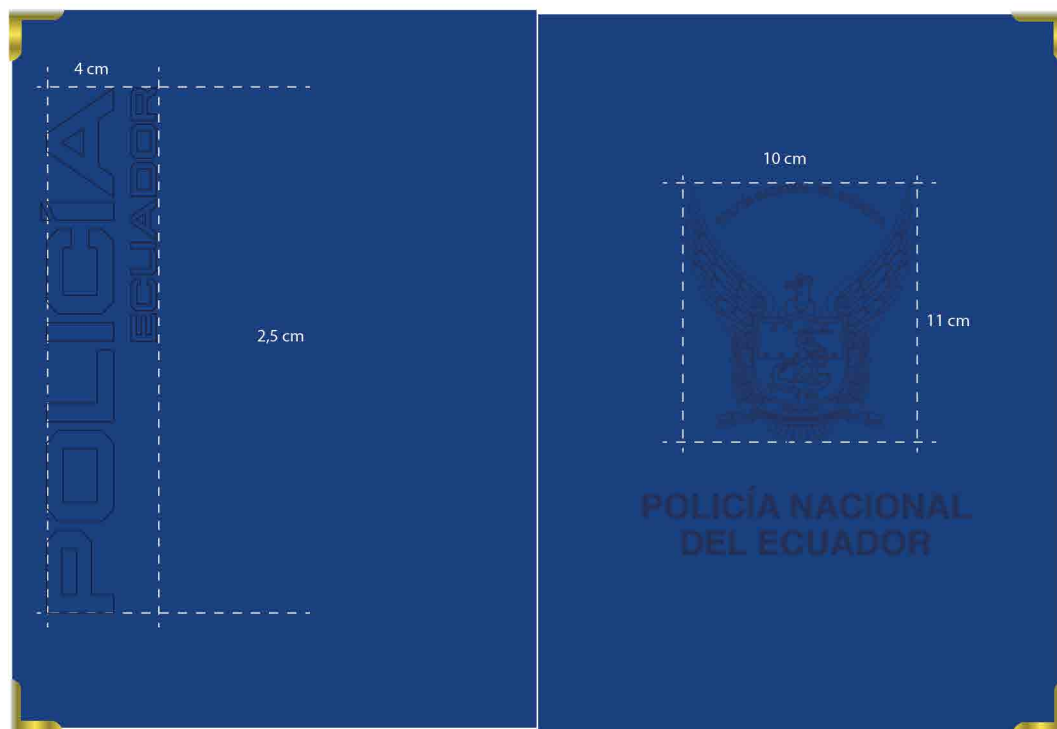 4 cm
POLICÍA
ECUADOR
2,5 cm
10 cm
11 cm
POLICÍA NACIONAL
DEL ECUADOR